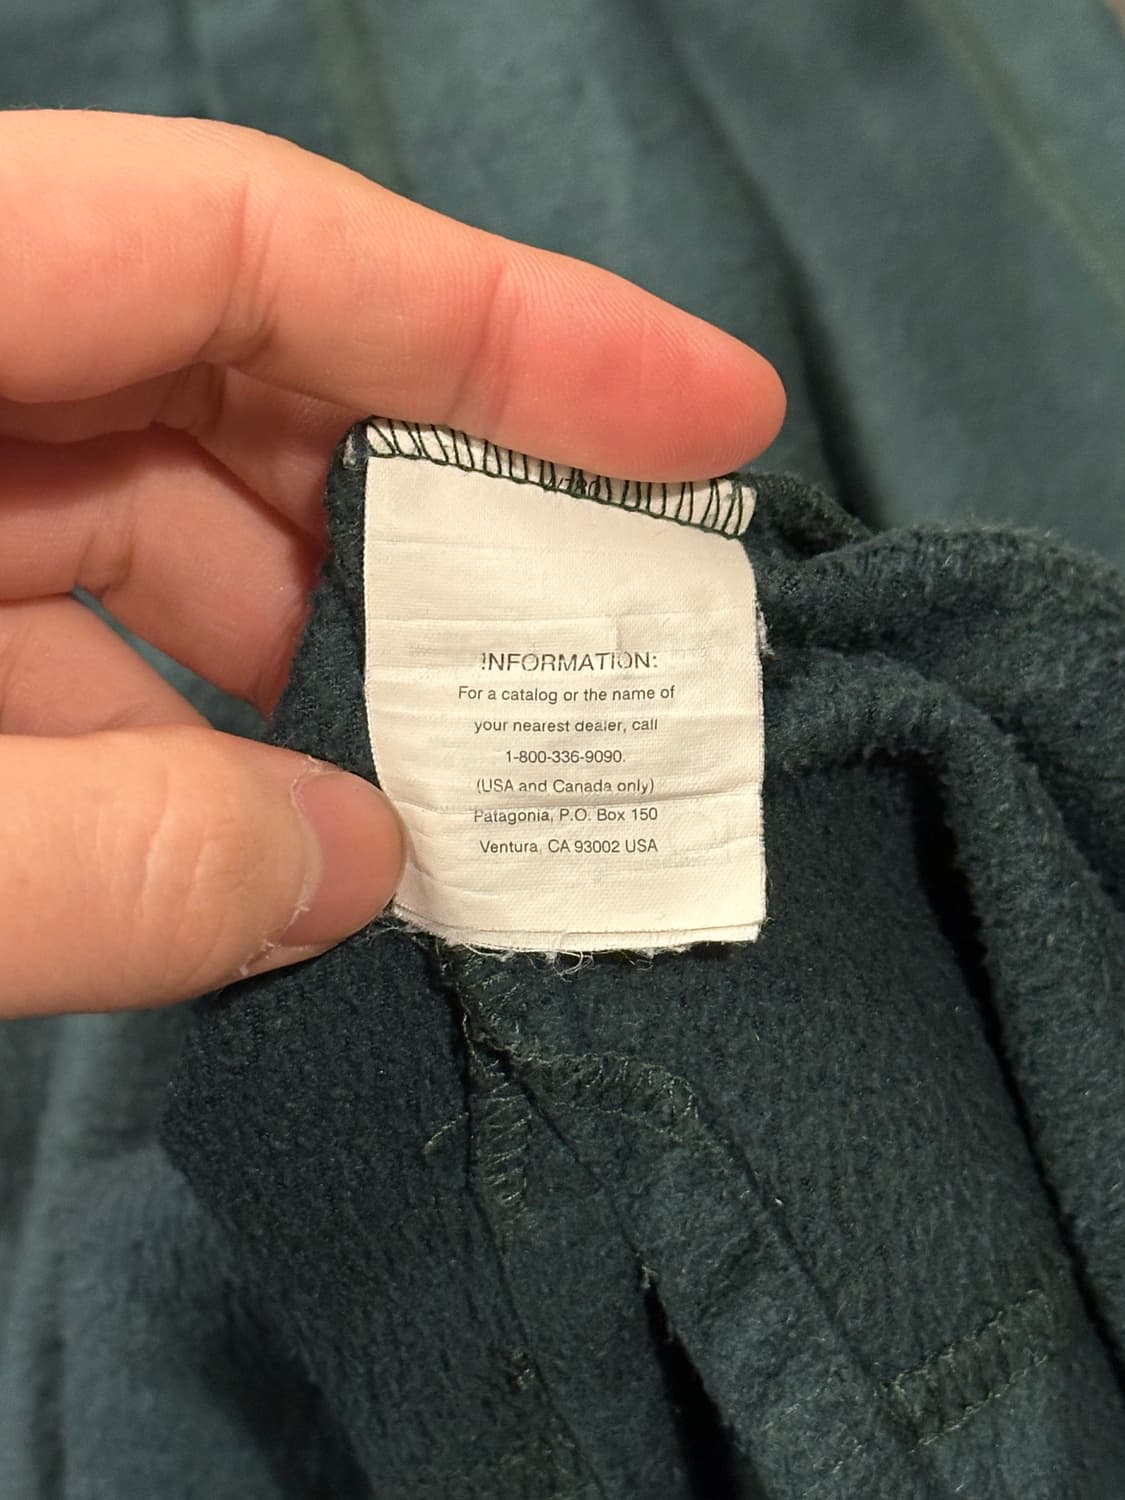 INFORMATION:
For a catalog or the name of
your nearest dealer, call
1-800-336-9090.
(USA and Canada only)
Patagonia, P.O. Box 150
Ventura, CA 93002 USA